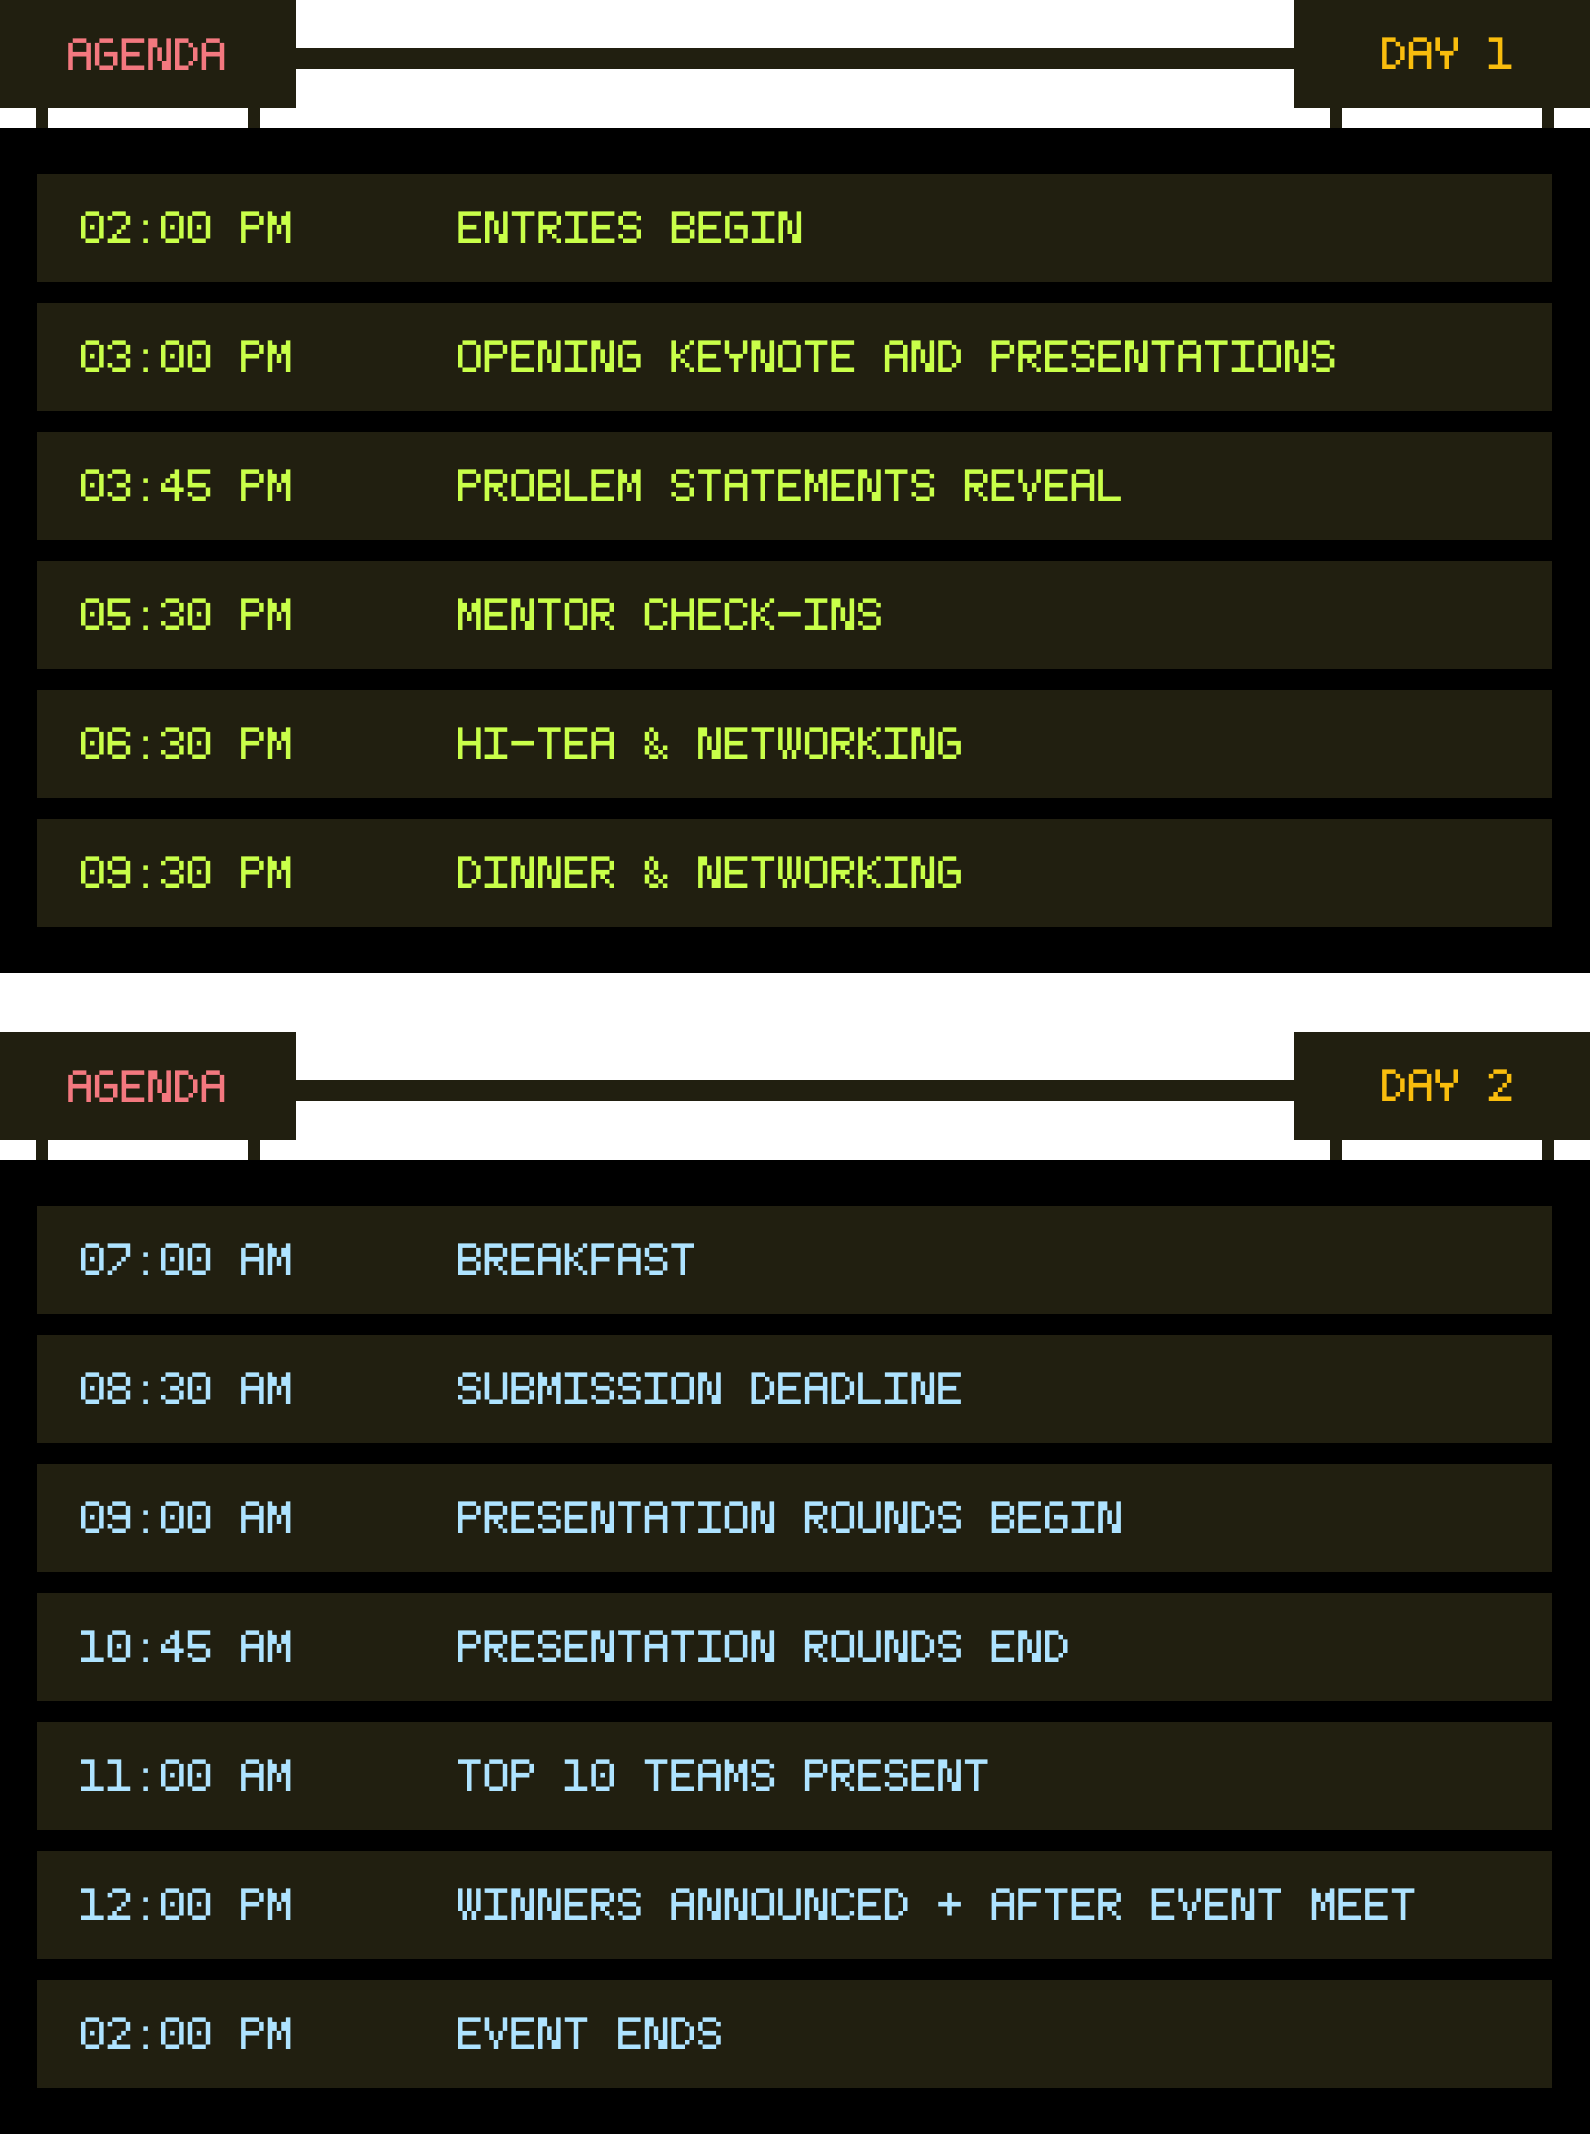 AGENDA DAY 1
02:00 PM ENTRIES BEGIN
03:00 PM OPENING KEYNOTE AND PRESENTATIONS
03:45 PM PROBLEM STATEMENTS REVEAL
05:30 PM MENTOR CHECK-INS
06:30 PM HI-TEA & NETWORKING
09:30 PM DINNER & NETWORKING
AGENDA DAY 2
07:00 AM BREAKFAST
08:30 AM SUBMISSION DEADLINE
09:00 AM PRESENTATION ROUNDS BEGIN
10:45 AM PRESENTATION ROUNDS END
11:00 AM TOP 10 TEAMS PRESENT
12:00 PM WINNERS ANNOUNCED + AFTER EVENT MEET
02:00 PM EVENT ENDS